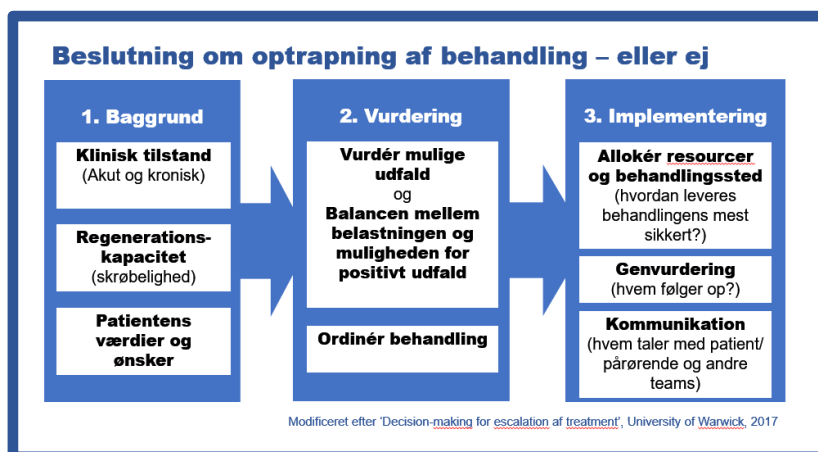 Beslutning om optrapning af behandling – eller ej
1. Baggrund
Klinisk tilstand
(Akut og kronisk)
Regenerations-
kapacitet
(skrøbelighed)
Patientens
værdier og
ønsker
2. Vurdering
Vurdér mulige
udfald
og
Balancen mellem
belastningen og
muligheden for
positivt udfald
Ordinér behandling
3. Implementering
Allokér resourcer
og behandlingssted
(hvordan leveres
behandlingens mest
sikkert?)
Genvurdering
(hvem følger op?)
Kommunikation
(hvem taler med patient/
pårørende og andre
teams)
Modificeret efter 'Decision-making for escalation af treatment', University of Warwick, 2017